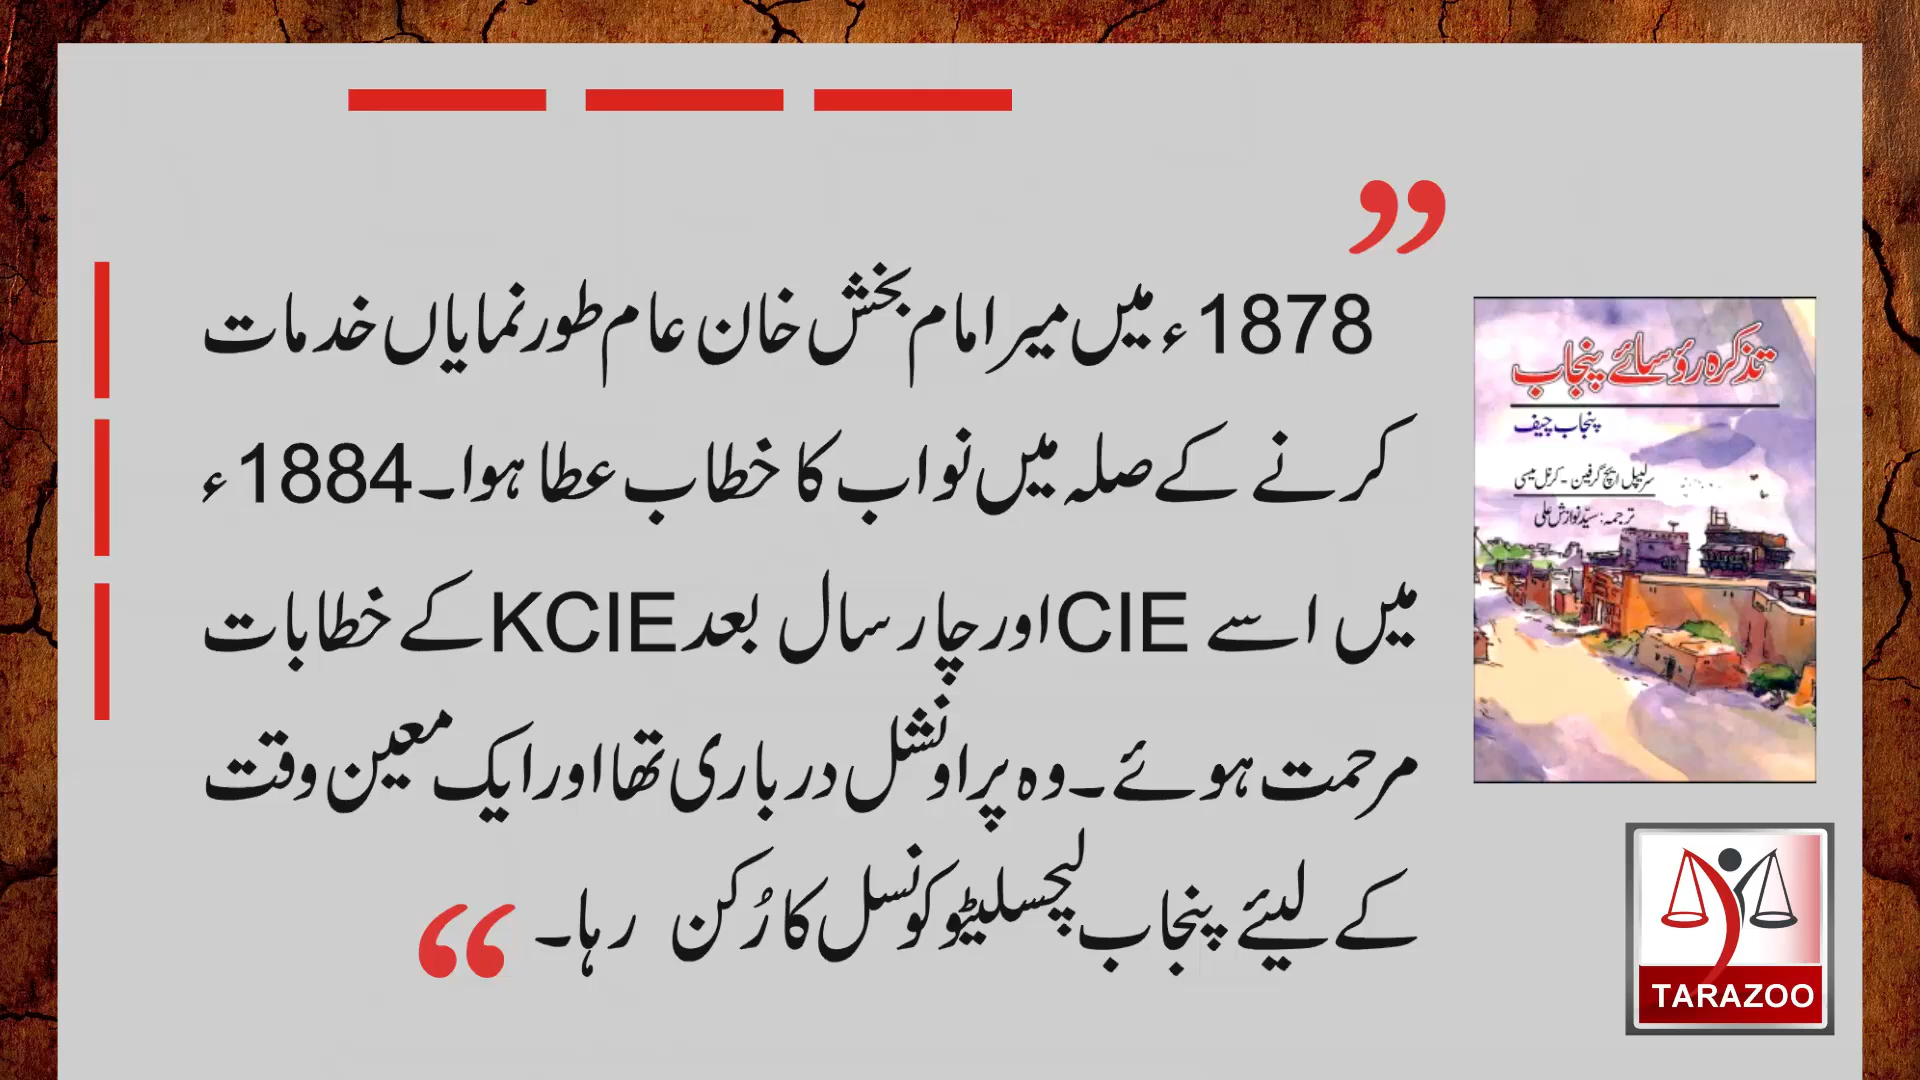 1878ء میں میر امام بخش خان عام طور نمایاں خدمات
کرنے کے صلہ میں نواب کا خطاب عطا ہوا۔ 1884ء
میں اسے CIE اور چار سال بعد KCIE کے خطابات
مرحمت ہوئے۔ وہ پراونشل درباری تھا اور ایک معین وقت
کے لیئے پنجاب لیجسلیٹو کونسل کا رُکن رہا۔
تذکرہ رؤسائے پنجاب
پنجاب چیف
سر لیپل ایچ گرفین - کرنل میسی
ترجمہ: سیّد نوازش علی
TARAZOO